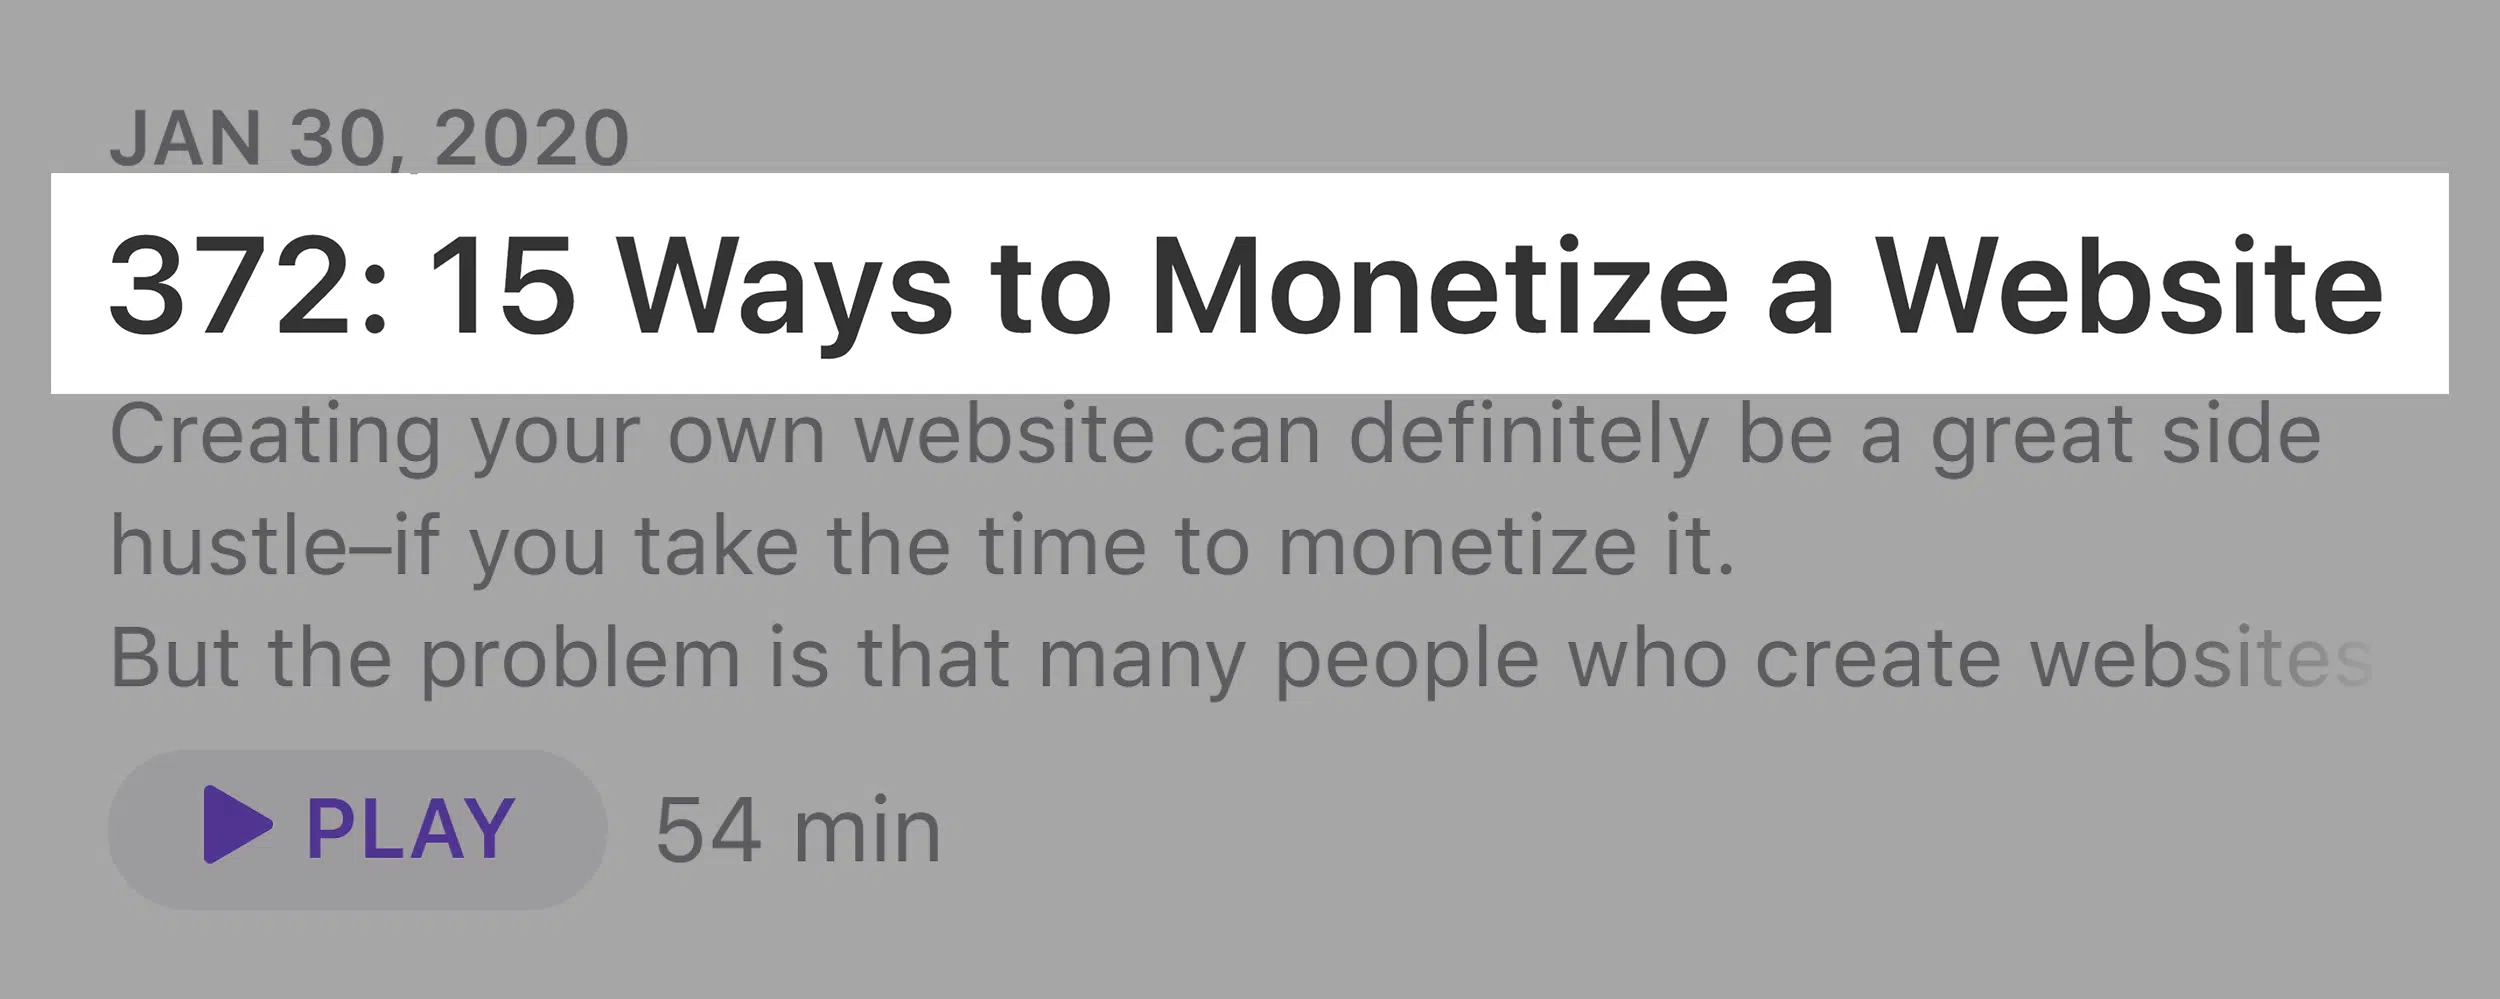 JAN 30, 2020
372: 15 Ways to Monetize a Website
Creating your own website can definitely be a great side
hustle—if you take the time to monetize it.
But the problem is that many people who create websites
PLAY 54 min